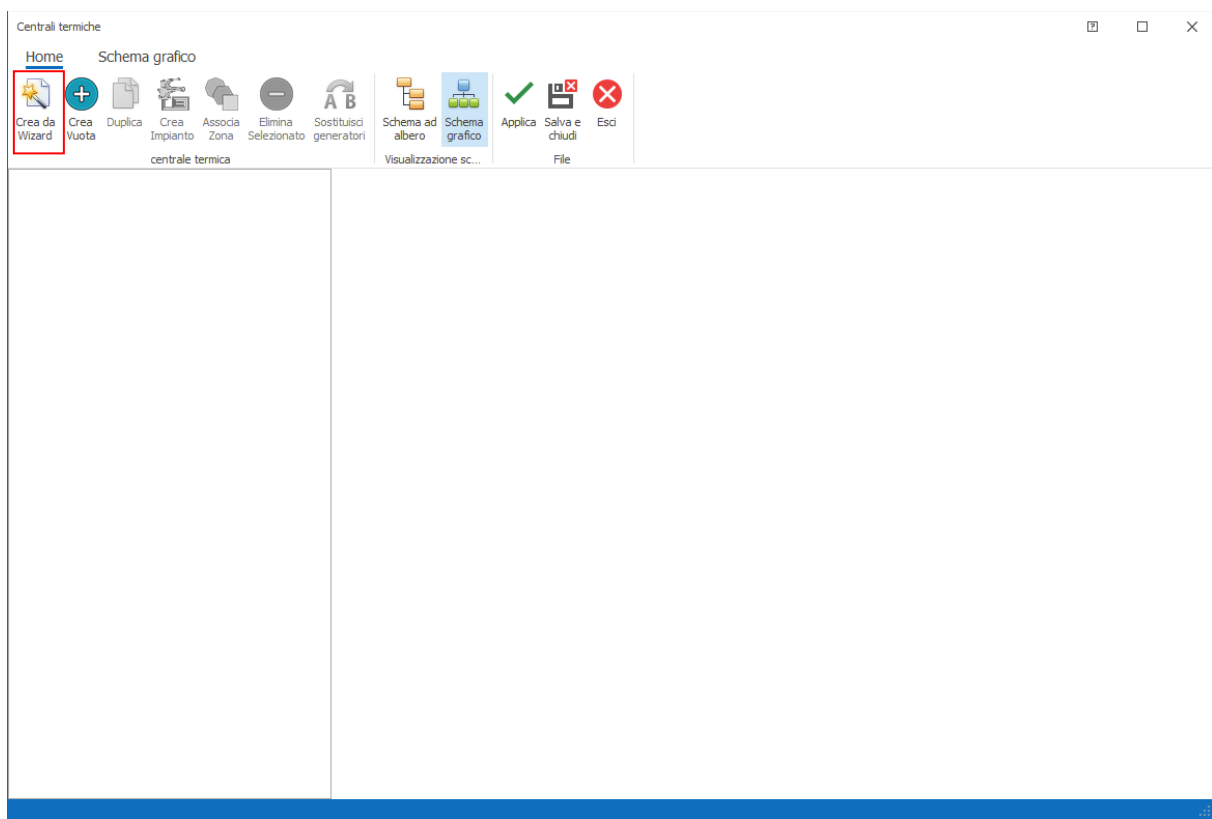 Centrali termiche
Home Schema grafico
Crea da Wizard
Crea Vuota
Duplica
Crea Impianto
Associa Zona
Elimina Selezionato
A B
Sostituisci generatori
Schema ad albero
Schema grafico
Applica
Salva e chiudi
Esci
centrale termica
Visualizzazione sc...
File